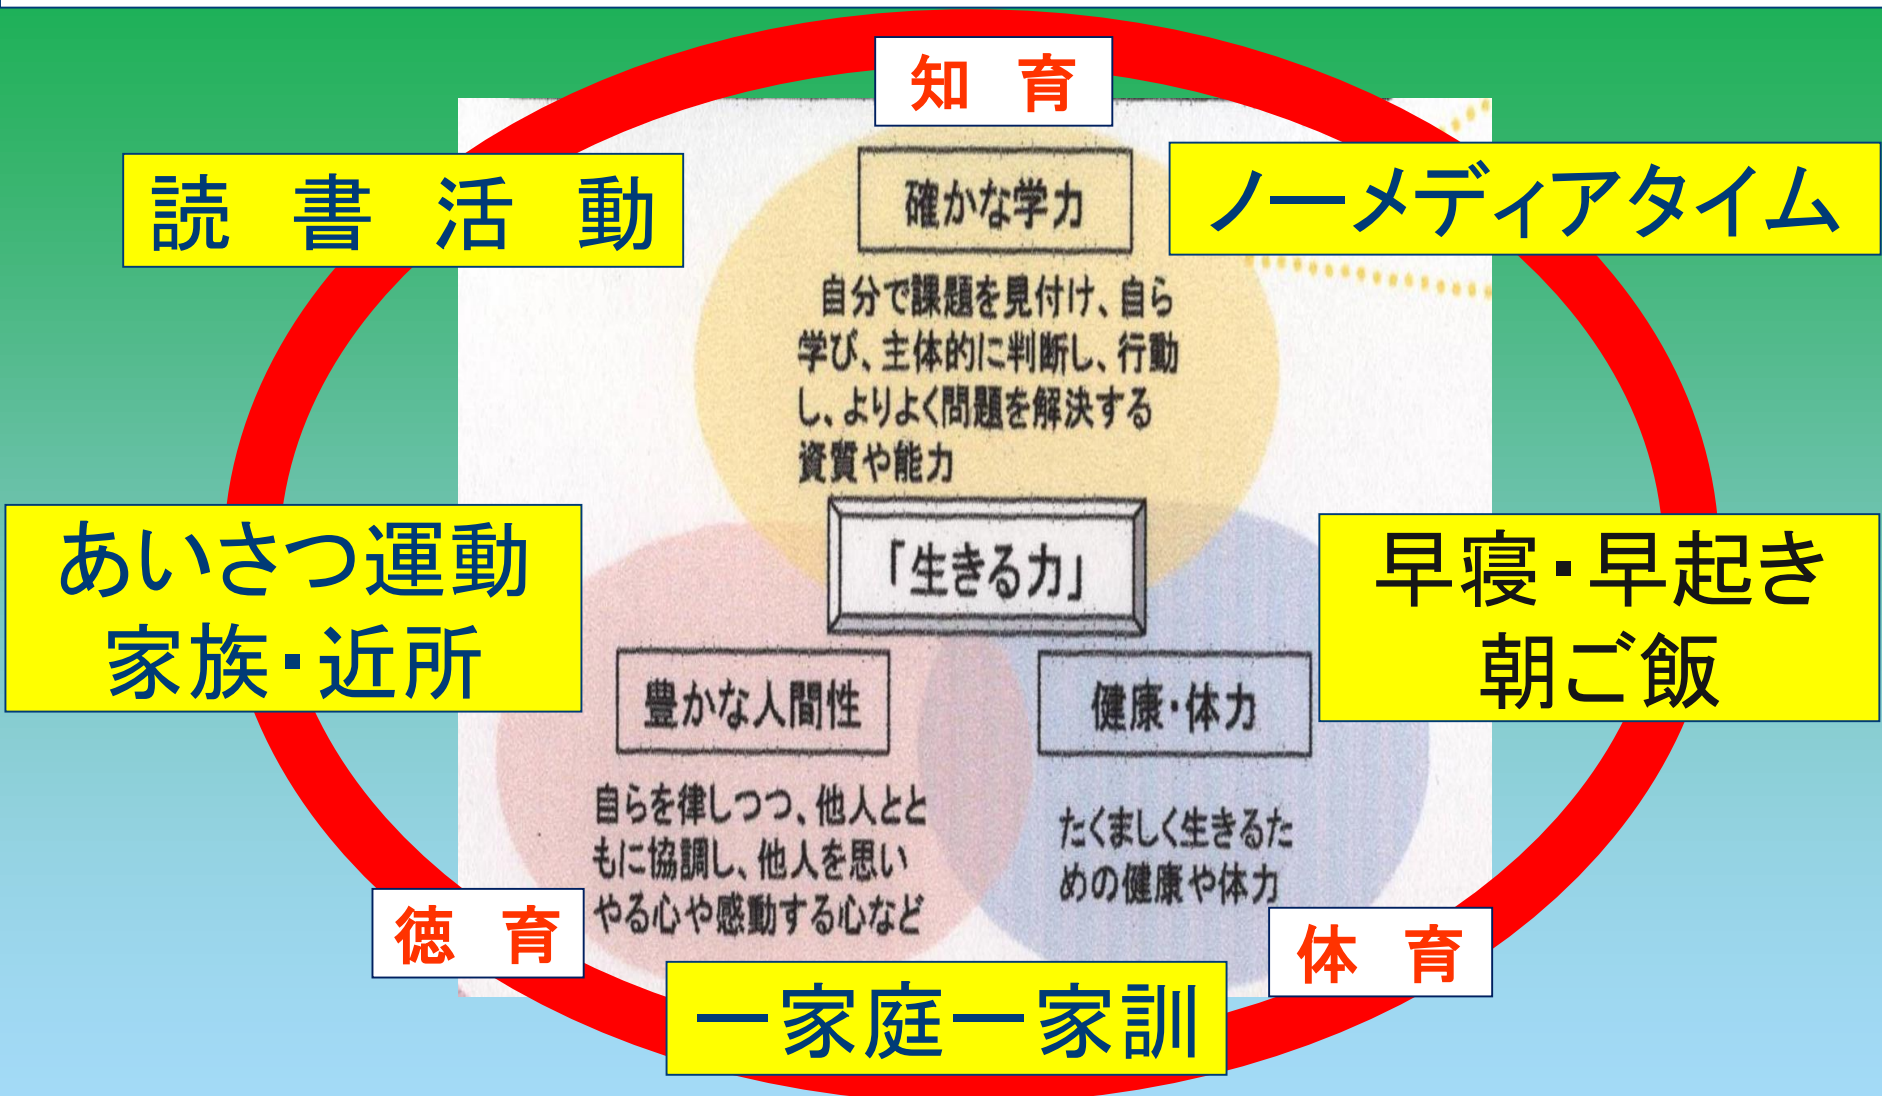 知 育
読 書 活 動
ノーメディアタイム
確かな学力
自分で課題を見付け、自ら
学び、主体的に判断し、行動
し、よりよく問題を解決する
資質や能力
「生きる力」
あいさつ運動
家族・近所
早寝・早起き
朝ご飯
豊かな人間性
自らを律しつつ、他人とと
もに協調し、他人を思い
やる心や感動する心など
健康・体力
たくましく生きるた
めの健康や体力
徳 育
体 育
一家庭一家訓